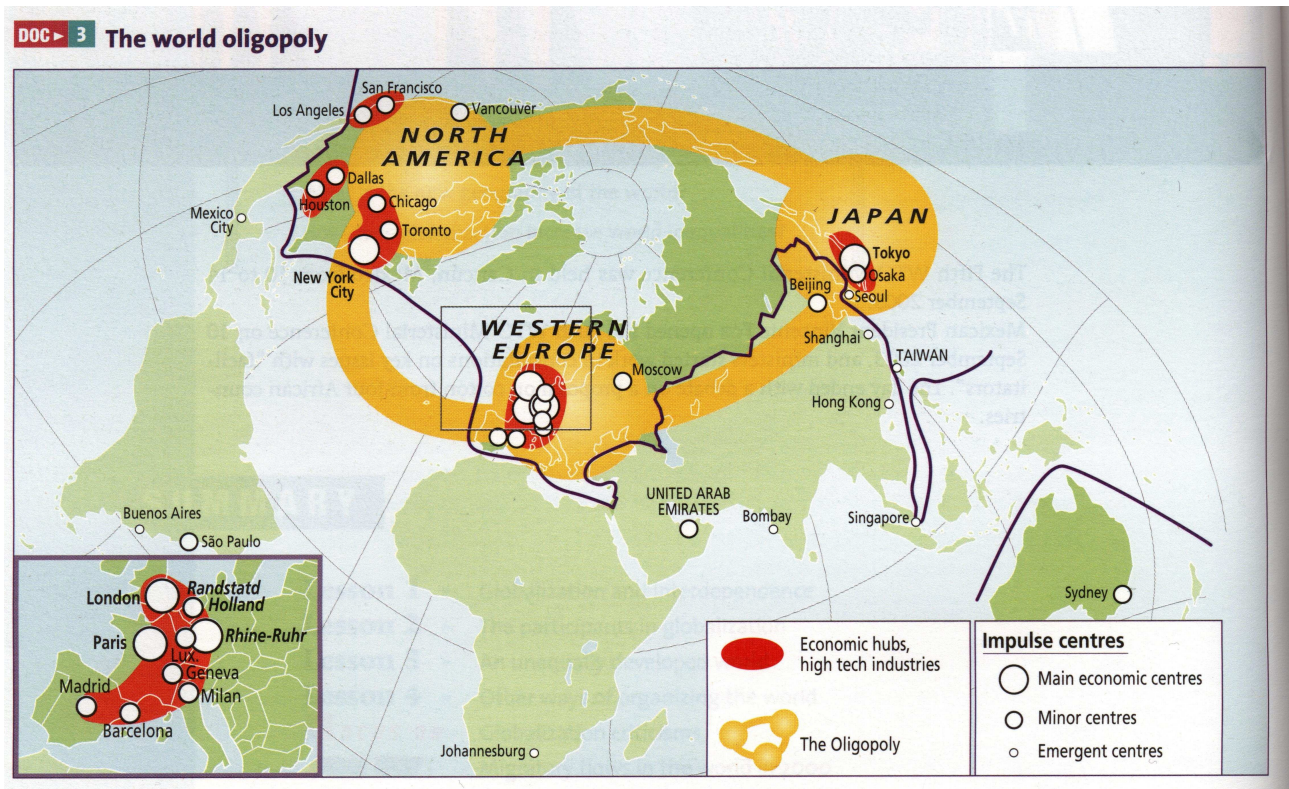 DOC 3 The world oligopoly
San Francisco
Los Angeles
Vancouver
NORTH
AMERICA
Dallas
Houston
Chicago
Toronto
Mexico
City
New York
City
JAPAN
Tokyo
Osaka
Beijing
Seoul
Shanghai
TAIWAN
Hong Kong
WESTERN
EUROPE
Moscow
UNITED ARAB
EMIRATES
Bombay
Singapore
Buenos Aires
São Paulo
Sydney
Johannesburg
London
Randstatd
Holland
Paris
Rhine-Ruhr
Lux.
Geneva
Madrid
Milan
Barcelona
Economic hubs,
high tech industries
The Oligopoly
Impulse centres
Main economic centres
Minor centres
Emergent centres